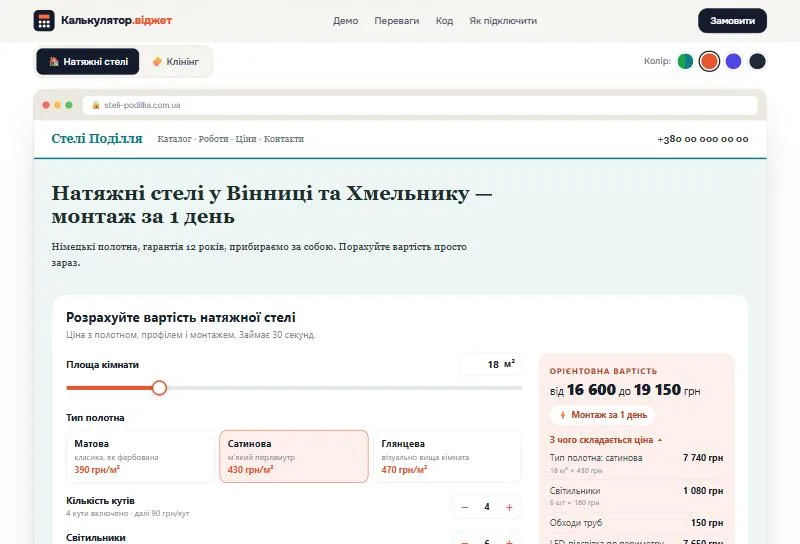 Калькулятор.віджет
Демо Переваги Код Як підключити
Замовити
Натяжні стелі
Клінінг
Колір:
steli-podillia.com.ua
Стелі Поділля
Каталог · Роботи · Ціни · Контакти
+380 00 000 00 00
Натяжні стелі у Вінниці та Хмельнику —
монтаж за 1 день
Німецькі полотна, гарантія 12 років, прибираємо за собою. Порахуйте вартість просто
зараз.
Розрахуйте вартість натяжної стелі
Ціна з полотном, профілем і монтажем. Займає 30 секунд.
Площа кімнати
18 м²
Тип полотна
Матова
класика, як фарбована
390 грн/м²
Сатинова
м'який перламутр
430 грн/м²
Глянцева
візуально вища кімната
470 грн/м²
Кількість кутів
4 кути включено · далі 90 грн/кут
− 4 +
Світильники
6
ОРІЄНТОВНА ВАРТІСТЬ
від 16 600 до 19 150 грн
Монтаж за 1 день
З чого складається ціна
Тип полотна: сатинова 7 740 грн
18 м² × 430 грн
Світильники 1 080 грн
6 шт × 180 грн
Обходи труб 150 грн
LED-підсвітка по периметру 7 650 грн